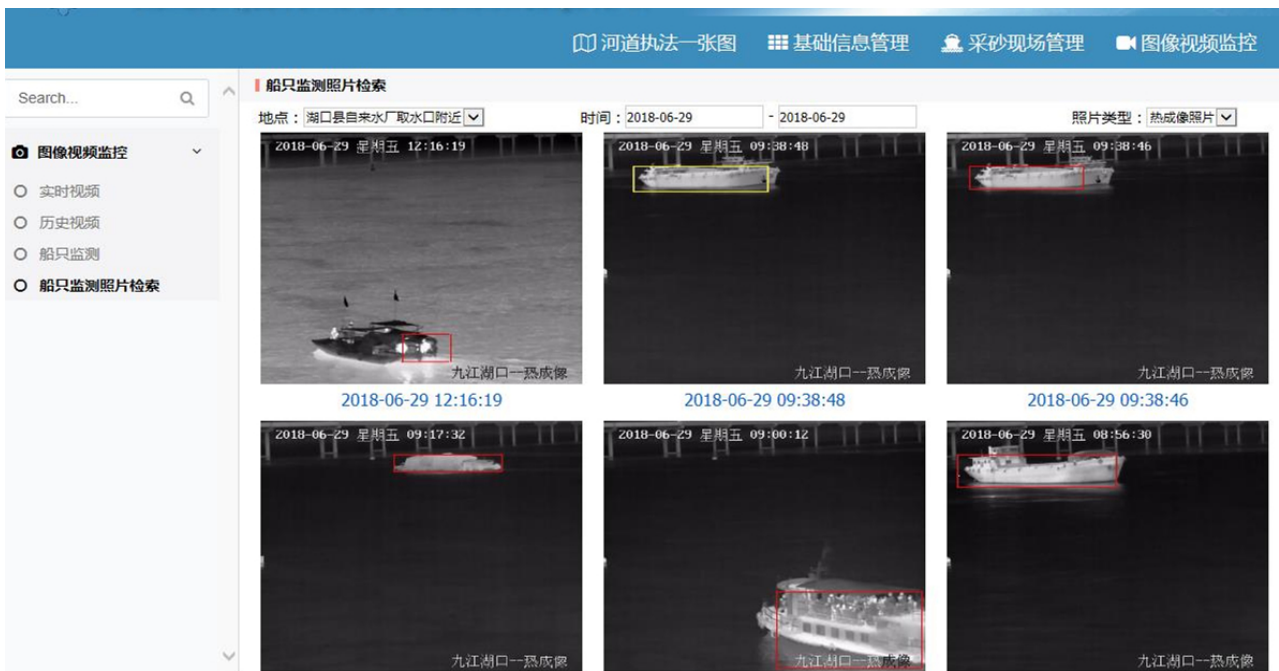 河道执法一张图 基础信息管理 采砂现场管理 图像视频监控
Search...
图像视频监控
实时视频
历史视频
船只监测
船只监测照片检索
船只监测照片检索
地点：湖口县自来水厂取水口附近 时间：2018-06-29 - 2018-06-29 照片类型：热成像照片
2018-06-29 星期五 12:16:19
九江湖口--热成像
2018-06-29 12:16:19
2018-06-29 星期五 09:38:48
九江湖口--热成像
2018-06-29 09:38:48
2018-06-29 星期五 09:38:46
九江湖口--热成像
2018-06-29 09:38:46
2018-06-29 星期五 09:17:32
九江湖口--热成像
2018-06-29 星期五 09:00:12
九江湖口--热成像
2018-06-29 星期五 08:56:30
九江湖口--热成像